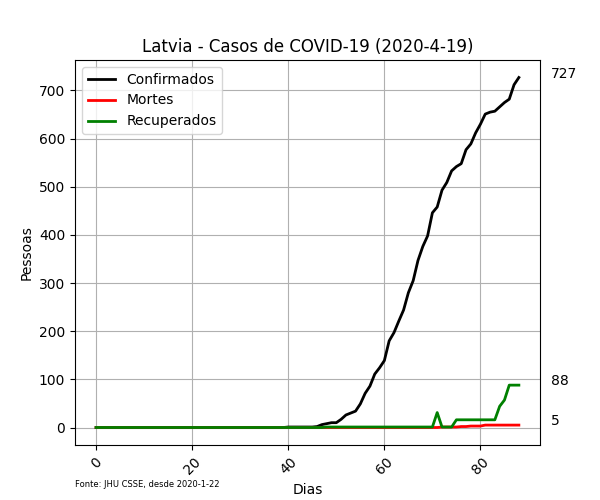 Latvia - Casos de COVID-19 (2020-4-19)
Confirmados
Mortes
Recuperados
727
88
5
700
600
500
400
300
200
100
0
Pessoas
0 20 40 60 80
Dias
Fonte: JHU CSSE, desde 2020-1-22